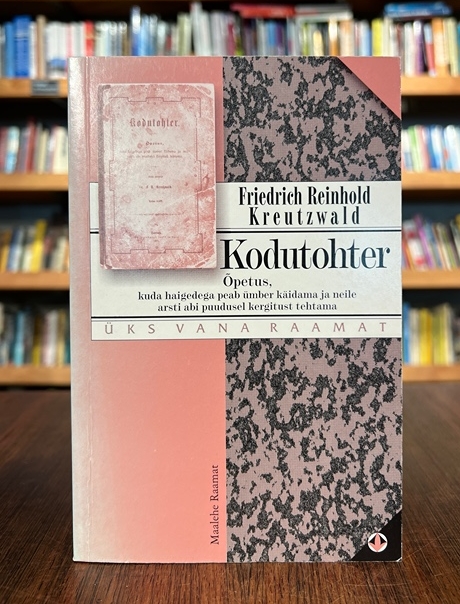 Kodutohter.
Friedrich Reinhold
Kreutzwald
Kodutohter
Õpetus,
kuda haigedega peab ümber käidama ja neile
arsti abi puudusel kergitust tehtama
ÜKS VANA RAAMAT
Maalehe Raamat